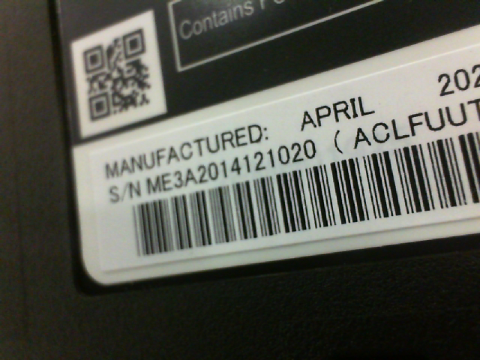 Contains
MANUFACTURED: APRIL 202
S/N ME3A2014121020 ( ACLFUUT